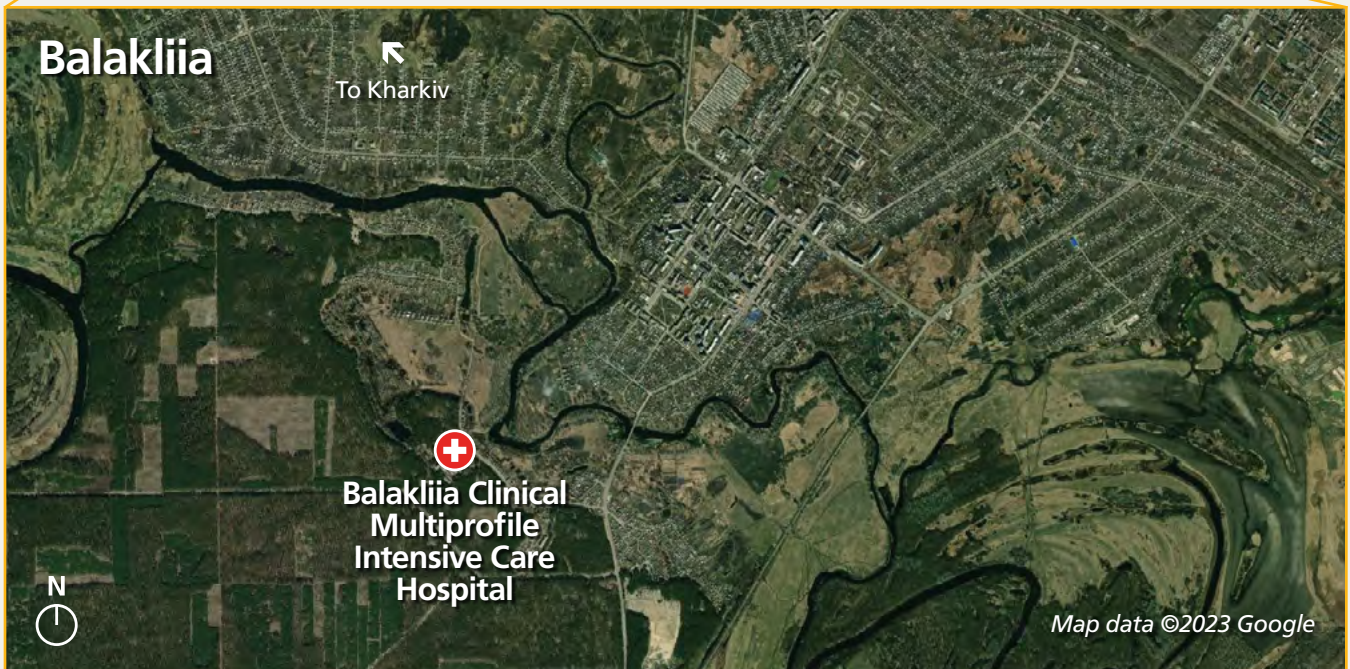 Balakliia
To Kharkiv
Balakliia Clinical
Multiprofile
Intensive Care
Hospital
N
Map data ©2023 Google